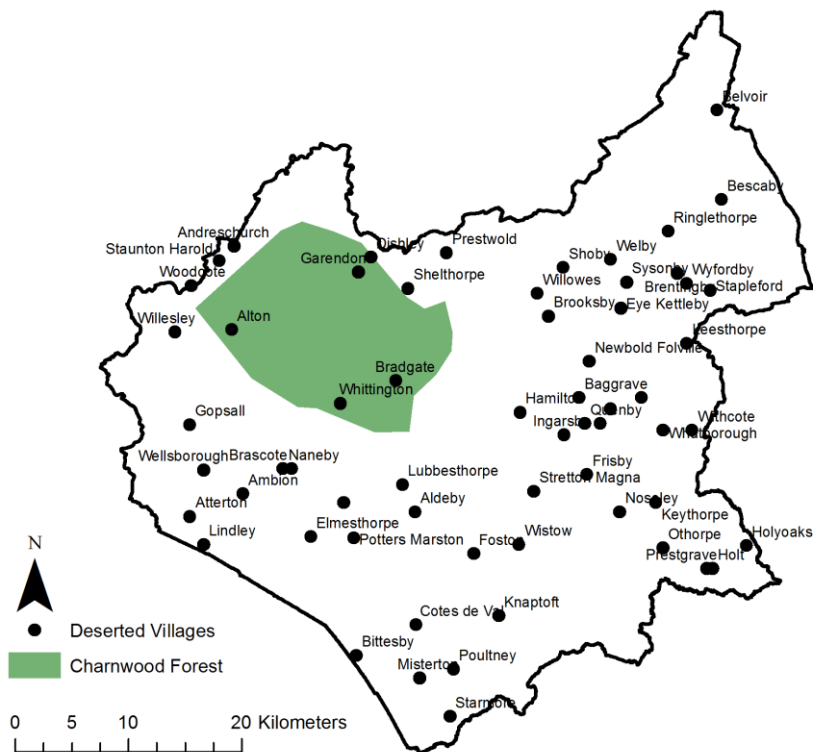 Belvoir
Bescaby
Ringlethorpe
Andreschurch
Staunton Harold
Woodcote
Dishley
Prestwold
Garendon
Shelthorpe
Shoby
Welby
Sysonby
Wyfordby
Willowes
Brentingby
Stapleford
Brooksby
Eye Kettleby
Willesley
Alton
Leesthorpe
Newbold Folville
Bradgate
Whittington
Baggrave
Hamilton
Gopsall
Ingarsby
Quenby
Withcote
Whatborough
Wellsborough
Brascote
Naneby
Ambion
Lubbesthorpe
Frisby
Stretton Magna
Atterton
Aldeby
Noseley
Keythorpe
Lindley
Elmesthorpe
Potters Marston
Foston
Wistow
Othorpe
Holyoaks
Prestgrave
Holt
N
Deserted Villages
Charnwood Forest
Cotes de Val
Knaptoft
Bittesby
Misterton
Poultney
Starmore
0 5 10 20 Kilometers